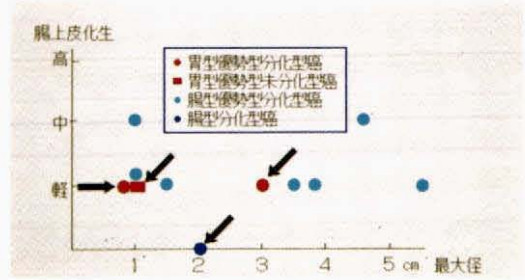 腸上皮化生
高
胃型優勢型分化型癌
胃型優勢型未分化型癌
腸型優勢型分化型癌
腸型分化型癌
中
軽
1 2 3 4 5 cm 最大径